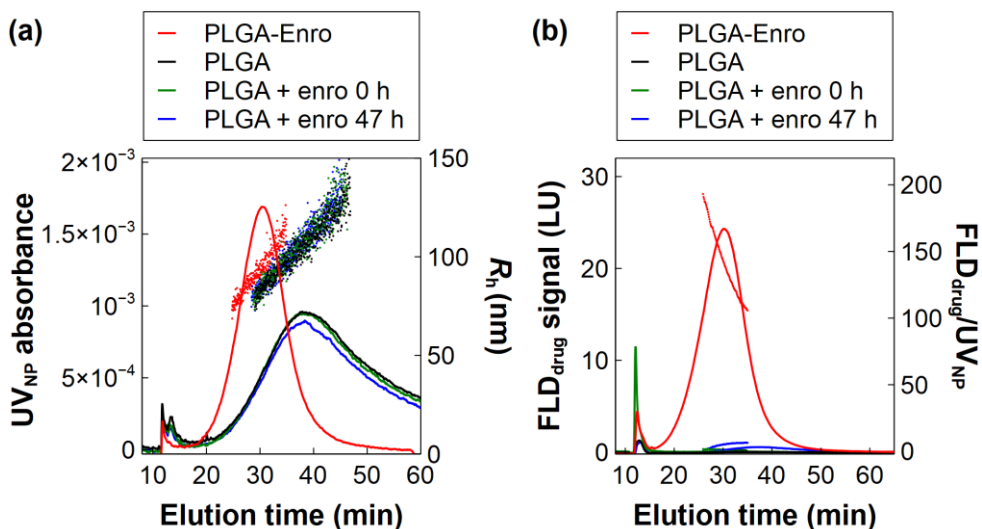 (a)
PLGA-Enro
PLGA
PLGA + enro 0 h
PLGA + enro 47 h
2×10⁻³
1.5×10⁻³
10⁻³
5×10⁻⁴
0
UV_NP absorbance
150
100
50
0
R_h (nm)
10 20 30 40 50 60
Elution time (min)
(b)
PLGA-Enro
PLGA
PLGA + enro 0 h
PLGA + enro 47 h
30
20
10
0
FLD_drug signal (LU)
200
150
100
50
0
FLD_drug/UV_NP
10 20 30 40 50 60
Elution time (min)